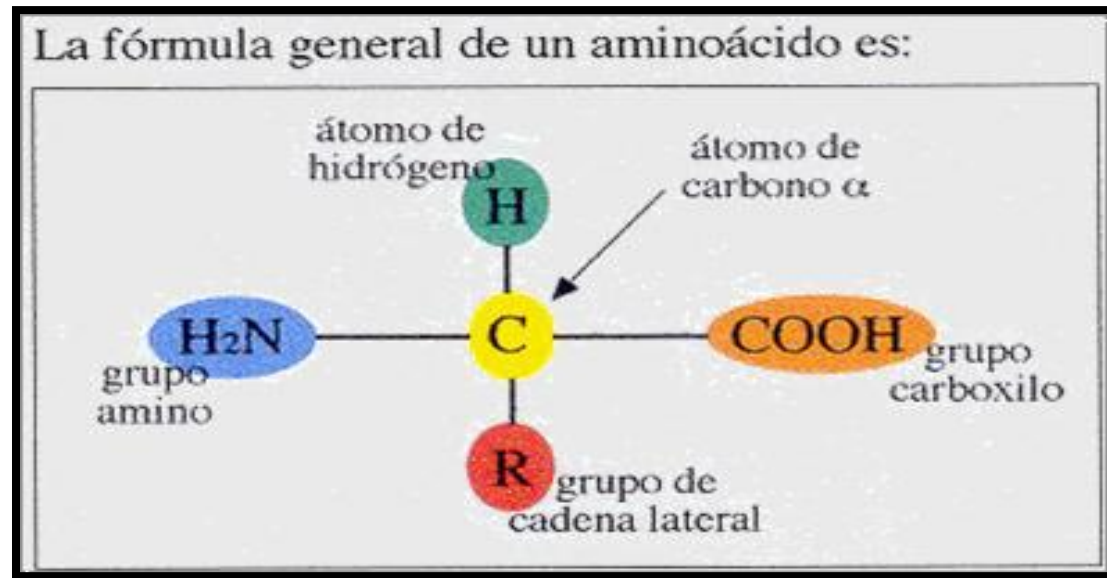 La fórmula general de un aminoácido es:
átomo de
hidrógeno
H
átomo de
carbono α
H₂N
C
COOH
grupo
amino
grupo
carboxilo
R
grupo de
cadena lateral